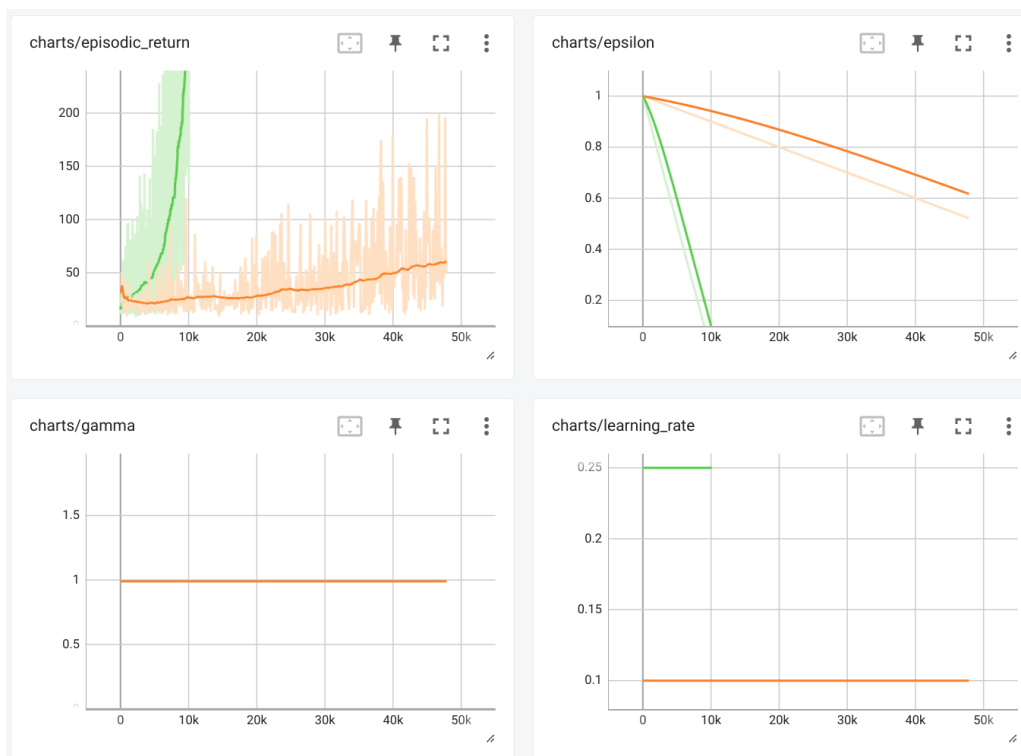 charts/episodic_return
200
150
100
50
0
0 10k 20k 30k 40k 50k
charts/epsilon
1
0.8
0.6
0.4
0.2
0 10k 20k 30k 40k 50k
charts/gamma
1.5
1
0.5
0 10k 20k 30k 40k 50k
charts/learning_rate
0.25
0.2
0.15
0.1
0 10k 20k 30k 40k 50k